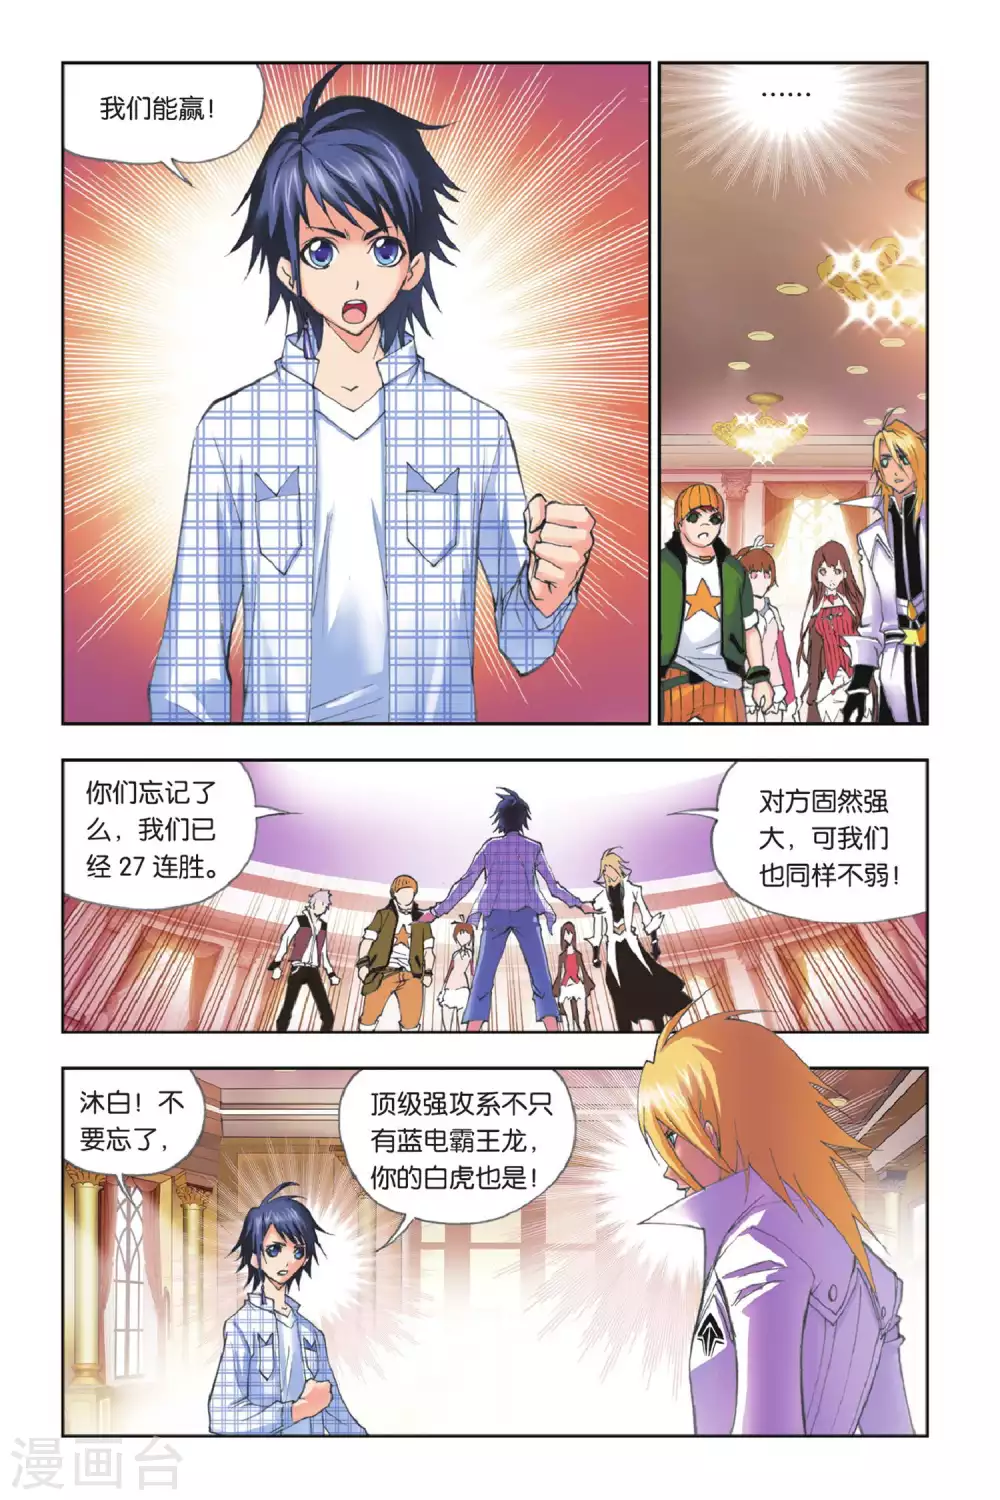 我们能赢！
……
你们忘记了
么，我们已
经 27 连胜。
对方固然强
大，可我们
也同样不弱！
沐白！不
要忘了，
顶级强攻系不只
有蓝电霸王龙，
你的白虎也是！
漫画台